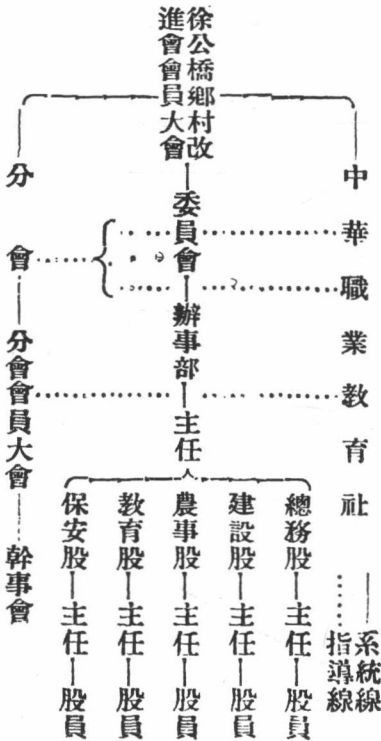 徐公橋鄉村改
進會會員大會
中華職業教育社
委員會
辦事部
主任
總務股
主任
股員
建設股
主任
股員
農事股
主任
股員
教育股
主任
股員
保安股
主任
股員
分會
分會會員大會
幹事會
系統線
指導線